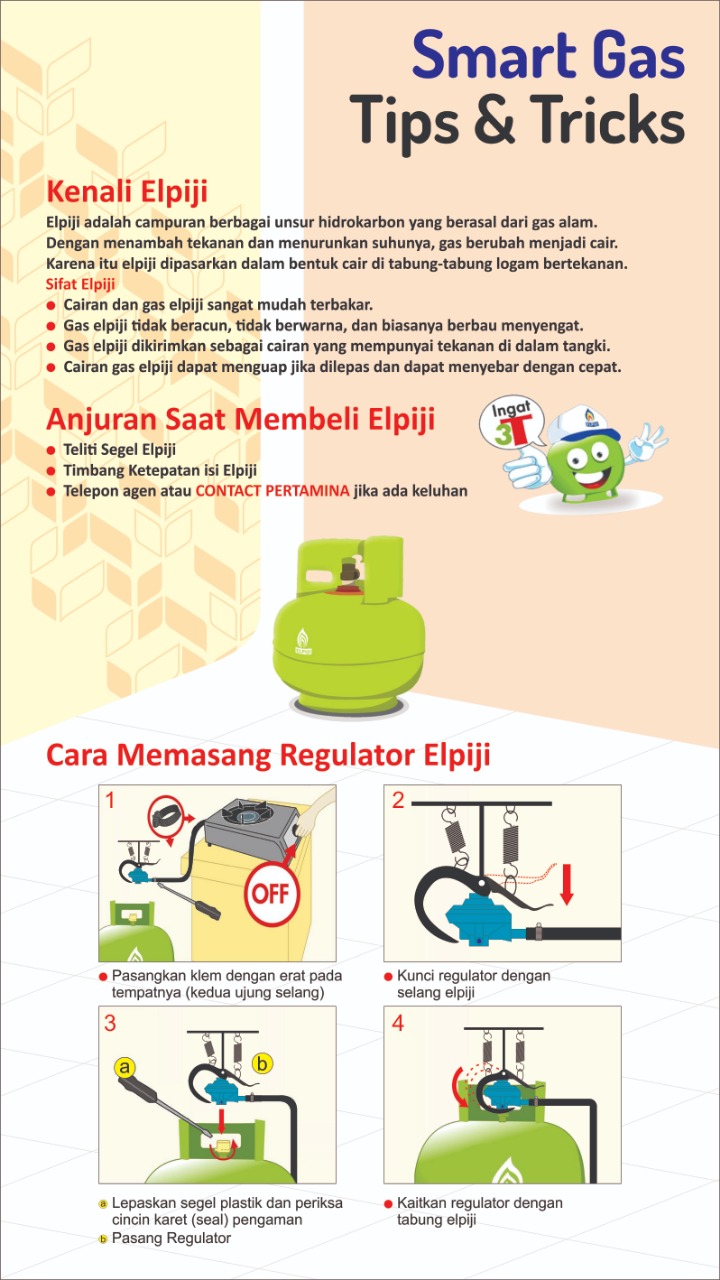 Smart Gas
Tips & Tricks
Kenali Elpiji
Elpiji adalah campuran berbagai unsur hidrokarbon yang berasal dari gas alam.
Dengan menambah tekanan dan menurunkan suhunya, gas berubah menjadi cair.
Karena itu elpiji dipasarkan dalam bentuk cair di tabung-tabung logam bertekanan.
Sifat Elpiji
● Cairan dan gas elpiji sangat mudah terbakar.
● Gas elpiji tidak beracun, tidak berwarna, dan biasanya berbau menyengat.
● Gas elpiji dikirimkan sebagai cairan yang mempunyai tekanan di dalam tangki.
● Cairan gas elpiji dapat menguap jika dilepas dan dapat menyebar dengan cepat.
Anjuran Saat Membeli Elpiji
● Teliti Segel Elpiji
● Timbang Ketepatan isi Elpiji
● Telepon agen atau CONTACT PERTAMINA jika ada keluhan
Ingat
3T
ELPIJI
Cara Memasang Regulator Elpiji
1
OFF
● Pasangkan klem dengan erat pada
tempatnya (kedua ujung selang)
2
● Kunci regulator dengan
selang elpiji
3
a
b
a Lepaskan segel plastik dan periksa
cincin karet (seal) pengaman
b Pasang Regulator
4
● Kaitkan regulator dengan
tabung elpiji